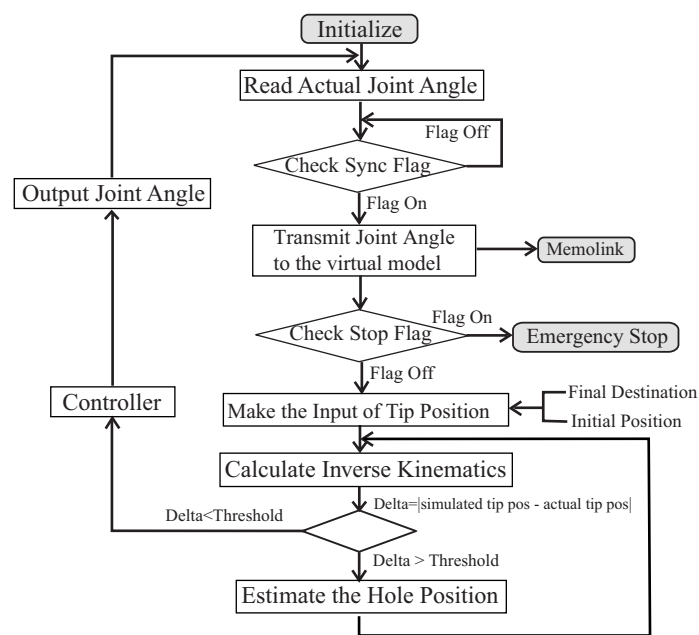 Initialize
Read Actual Joint Angle
Flag Off
Check Sync Flag
Output Joint Angle
Flag On
Transmit Joint Angle
to the virtual model
Memolink
Flag On
Check Stop Flag
Emergency Stop
Flag Off
Final Destination
Controller
Make the Input of Tip Position
Initial Position
Calculate Inverse Kinematics
Delta=|simulated tip pos - actual tip pos|
Delta<Threshold
Delta > Threshold
Estimate the Hole Position